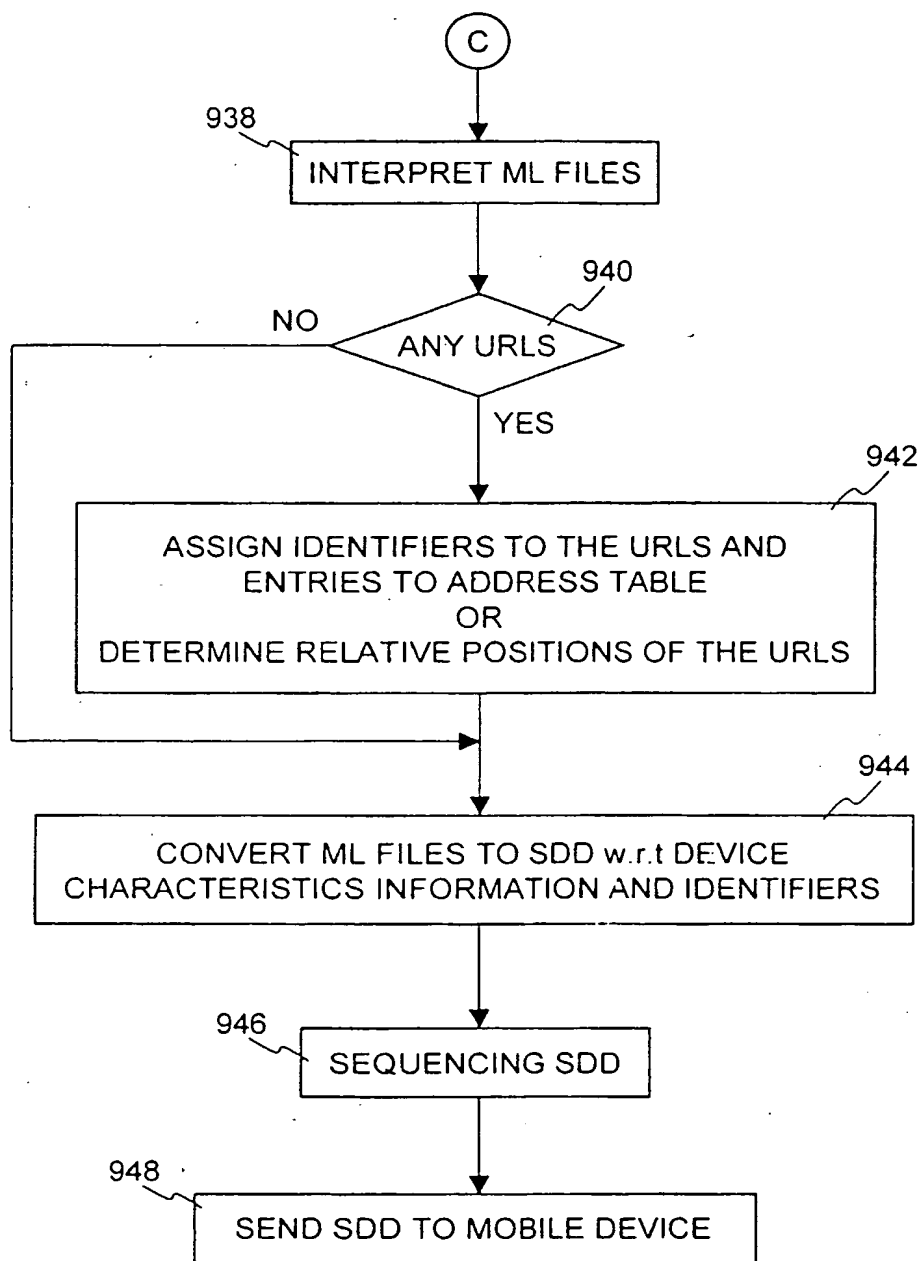 C
938
INTERPRET ML FILES
940
NO
ANY URLS
YES
942
ASSIGN IDENTIFIERS TO THE URLS AND
ENTRIES TO ADDRESS TABLE
OR
DETERMINE RELATIVE POSITIONS OF THE URLS
944
CONVERT ML FILES TO SDD w.r.t DEVICE
CHARACTERISTICS INFORMATION AND IDENTIFIERS
946
SEQUENCING SDD
948
SEND SDD TO MOBILE DEVICE